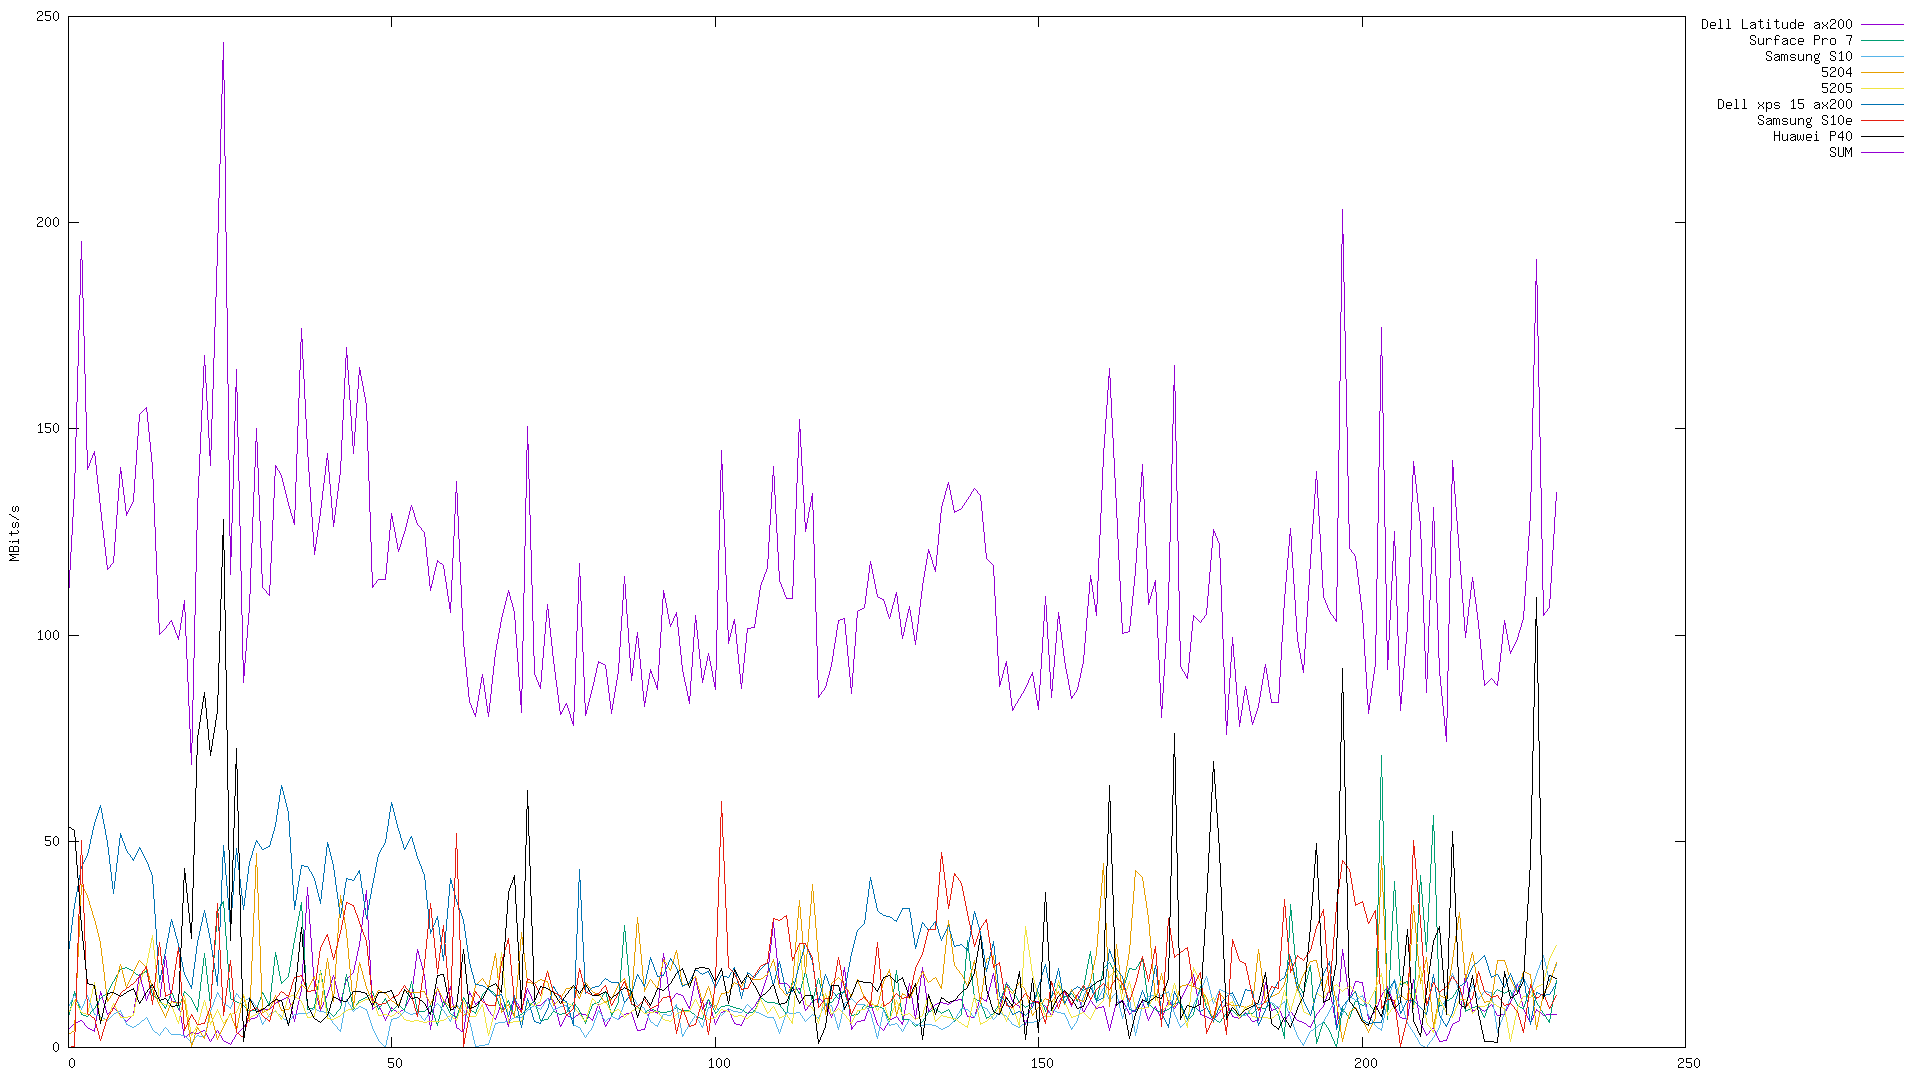 250
200
150
100
50
0
MBits/s
0 50 100 150 200 250
Dell Latitude ax200
Surface Pro 7
Samsung S10
5204
5205
Dell xps 15 ax200
Samsung S10e
Huawei P40
SUM